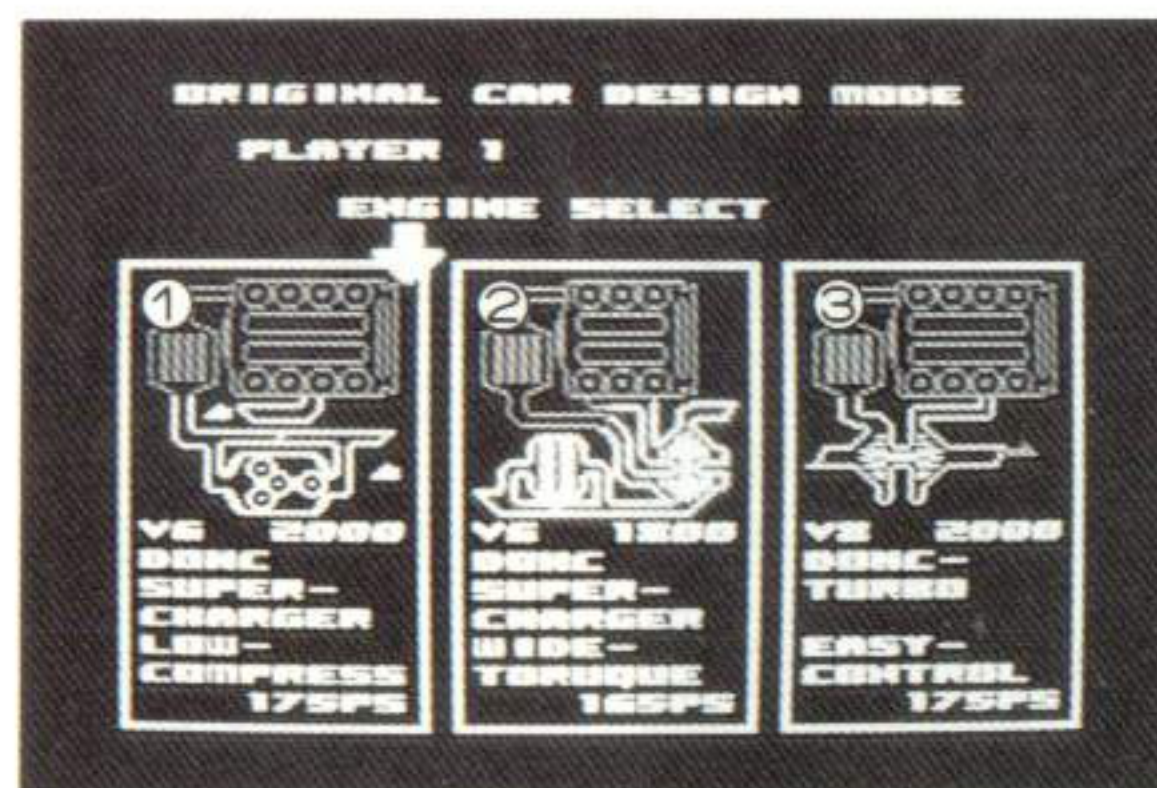 ORIGINAL CAR DESIGN MODE
PLAYER 1
ENGINE SELECT
1
V6 2000
DOHC
SUPER-
CHARGER
LOW-
COMPRESS
175PS
2
V6 1800
DOHC
SUPER-
CHARGER
WIDE-
TORUQUE
165PS
3
V8 2000
DOHC-
TURBO
EASY-
CONTROL
175PS